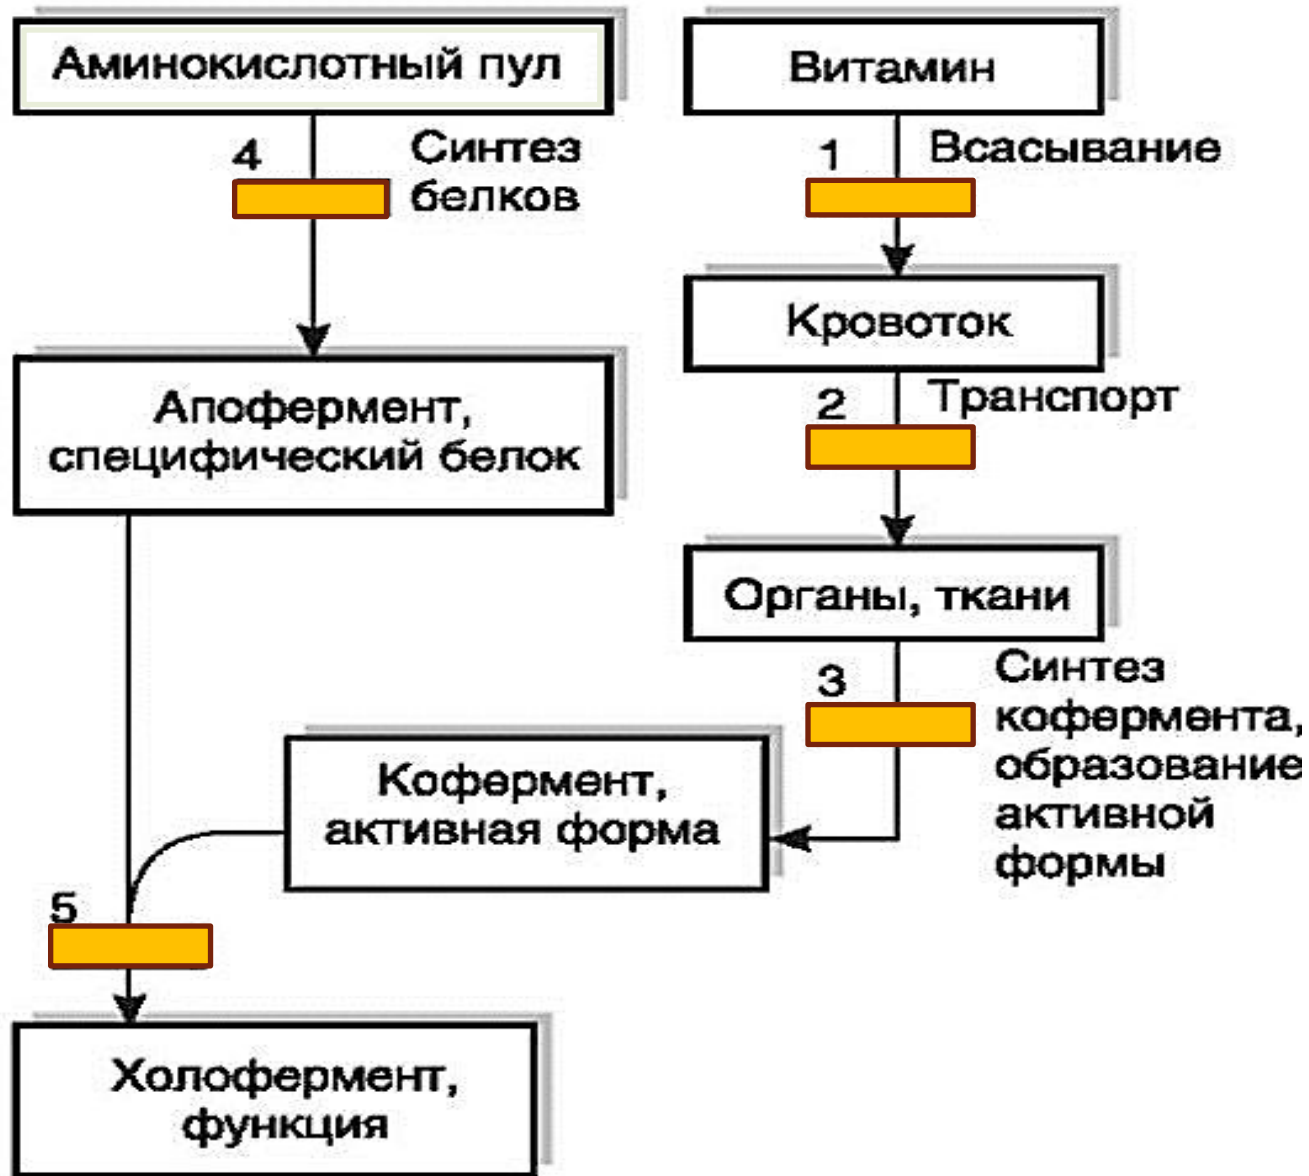 Аминокислотный пул
Витамин
4
Синтез
белков
1
Всасывание
Кровоток
2
Транспорт
Апофермент,
специфический белок
Органы, ткани
3
Синтез
кофермента,
образование
активной
формы
Кофермент,
активная форма
5
Холофермент,
функция